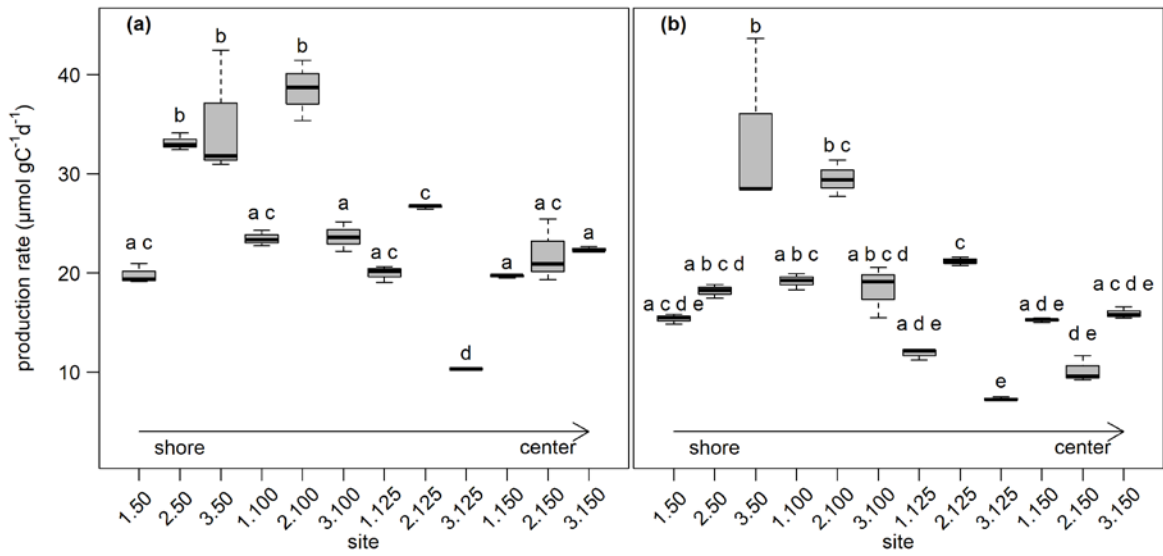 (a)
(b)
production rate (μmol gC⁻¹d⁻¹)
40
30
20
10
a c
b
b
a c
b
a
a c
c
d
a
a c
a
a c d e
a b c d
b
a b c
b c
a b c d
a d e
c
e
a d e
d e
a c d e
shore
center
shore
center
1.50
2.50
3.50
1.100
2.100
3.100
1.125
2.125
3.125
1.150
2.150
3.150
1.50
2.50
3.50
1.100
2.100
3.100
1.125
2.125
3.125
1.150
2.150
3.150
site
site